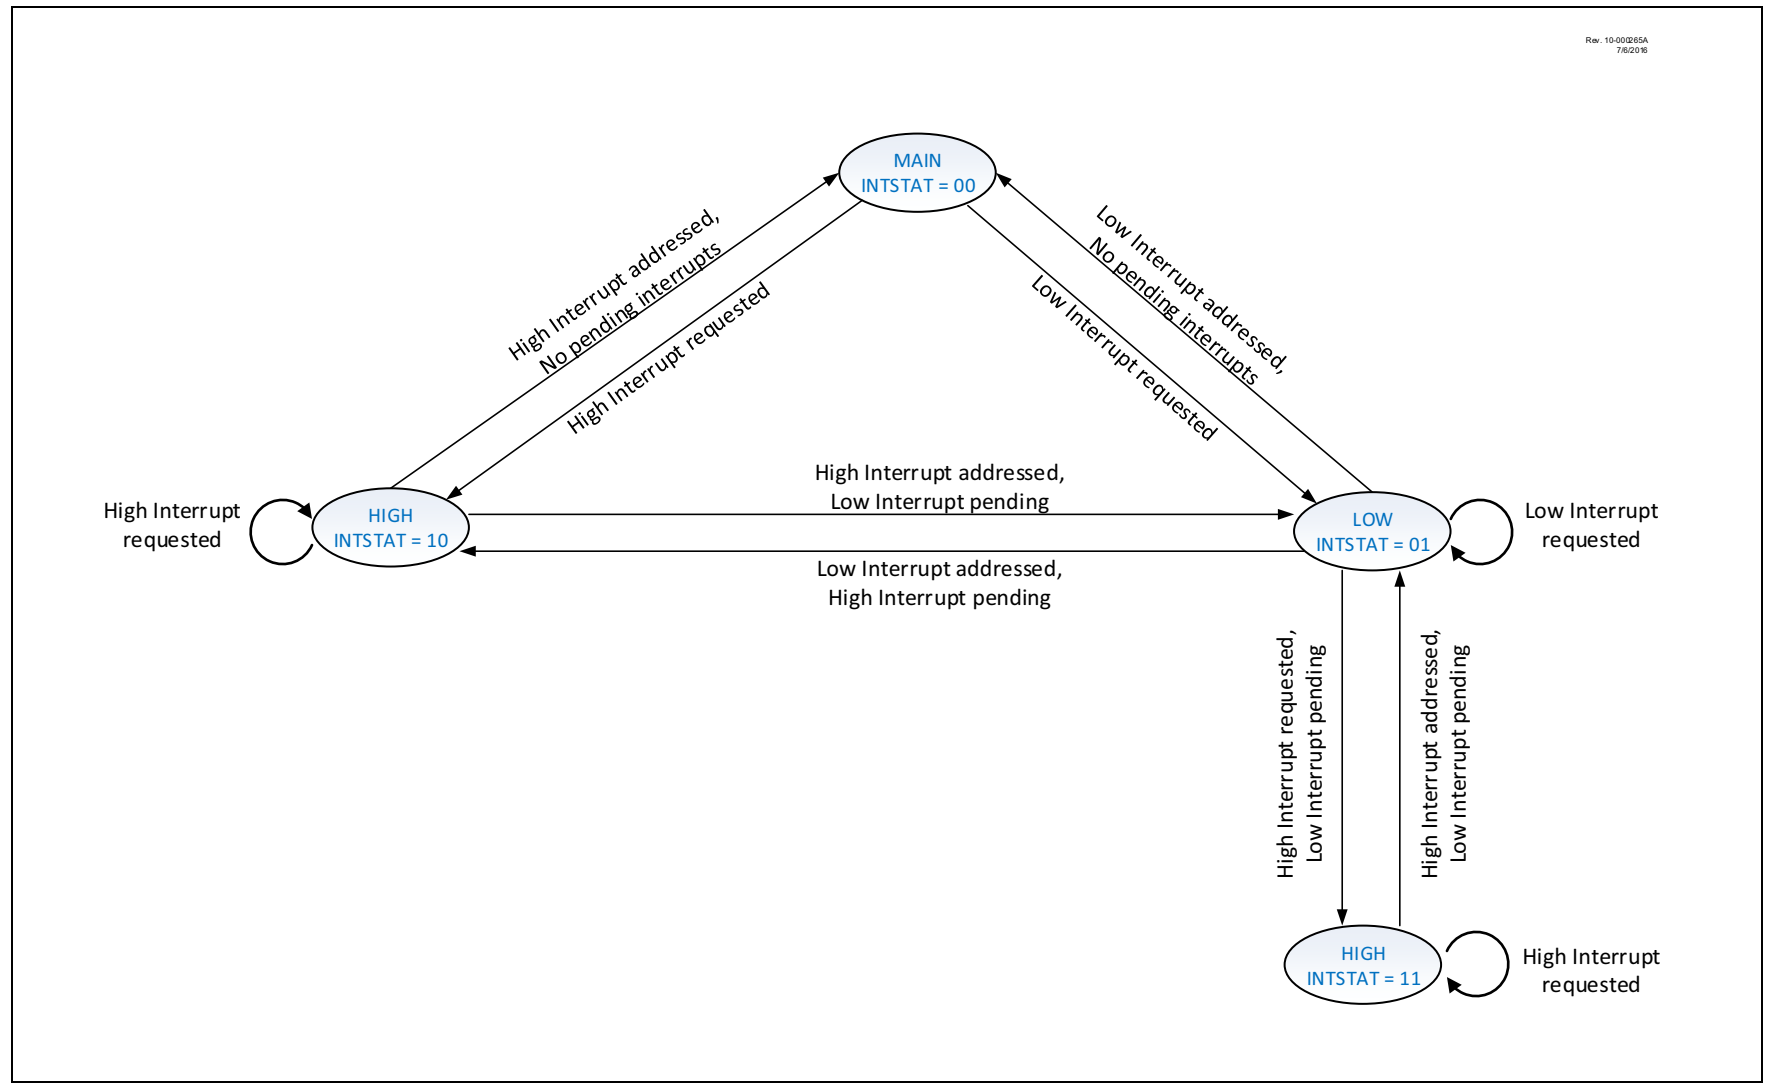 Rev. 10-000265A
7/6/2016
MAIN
INTSTAT = 00
High Interrupt addressed,
No pending interrupts
High Interrupt requested
Low Interrupt addressed,
No pending interrupts
Low Interrupt requested
High Interrupt addressed,
Low Interrupt pending
High Interrupt
requested
HIGH
INTSTAT = 10
LOW
INTSTAT = 01
Low Interrupt
requested
Low Interrupt addressed,
High Interrupt pending
High Interrupt requested,
Low Interrupt pending
High Interrupt addressed,
Low Interrupt pending
HIGH
INTSTAT = 11
High Interrupt
requested